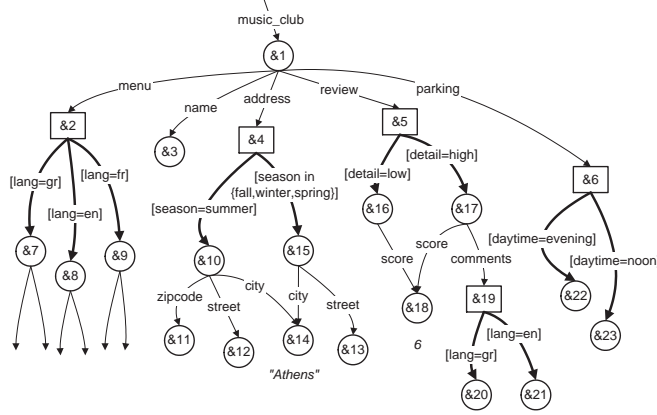 music_club
&1
menu
name
address
review
parking
&2
&3
&4
&5
&6
[lang=gr]
[lang=en]
[lang=fr]
[season=summer]
[season in
{fall,winter,spring}]
[detail=low]
[detail=high]
[daytime=evening]
[daytime=noon
&7
&8
&9
&10
&15
&16
&17
&22
&23
zipcode
street
city
city
street
score
score
comments
&11
&12
&14
&13
&18
&19
"Athens"
6
[lang=gr]
[lang=en]
&20
&21